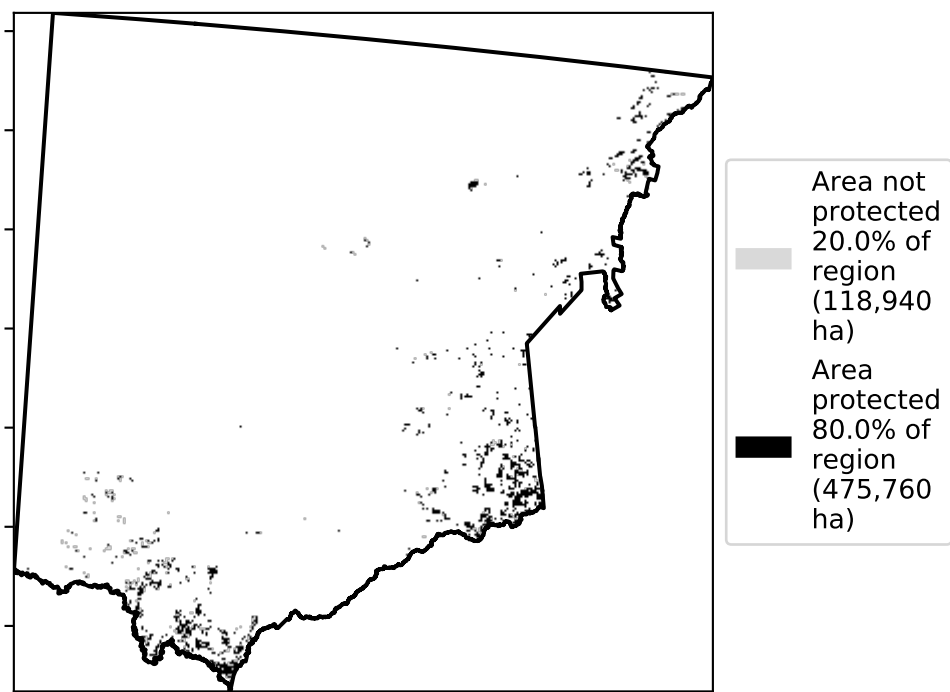 Area not
protected
20.0% of
region
(118,940
ha)
Area
protected
80.0% of
region
(475,760
ha)